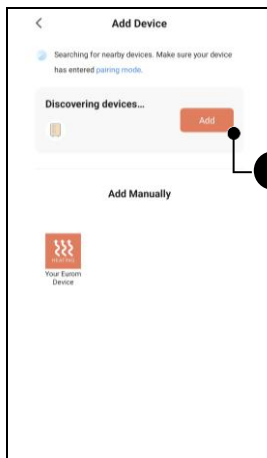 Add Device
Searching for nearby devices. Make sure your device
has entered pairing mode.
Discovering devices...
Add
Add Manually
HEATING
Your Eurom
Device